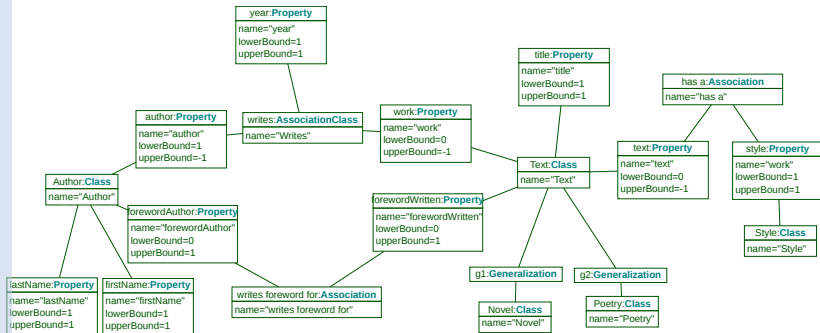 year:Property
name="year"
lowerBound=1
upperBound=1
title:Property
name="title"
lowerBound=1
upperBound=1
has a:Association
name="has a"
author:Property
name="author"
lowerBound=1
upperBound=-1
writes:AssociationClass
name="Writes"
work:Property
name="work"
lowerBound=0
upperBound=-1
Text:Class
name="Text"
text:Property
name="text"
lowerBound=0
upperBound=-1
style:Property
name="work"
lowerBound=1
upperBound=1
Author:Class
name="Author"
forewordAuthor:Property
name="forewordAuthor"
lowerBound=0
upperBound=1
forewordWritten:Property
name="forewordWritten"
lowerBound=0
upperBound=1
Style:Class
name="Style"
lastName:Property
name="lastName"
lowerBound=1
upperBound=1
firstName:Property
name="firstName"
lowerBound=1
upperBound=1
writes foreword for:Association
name="writes foreword for"
g1:Generalization
g2:Generalization
Novel:Class
name="Novel"
Poetry:Class
name="Poetry"